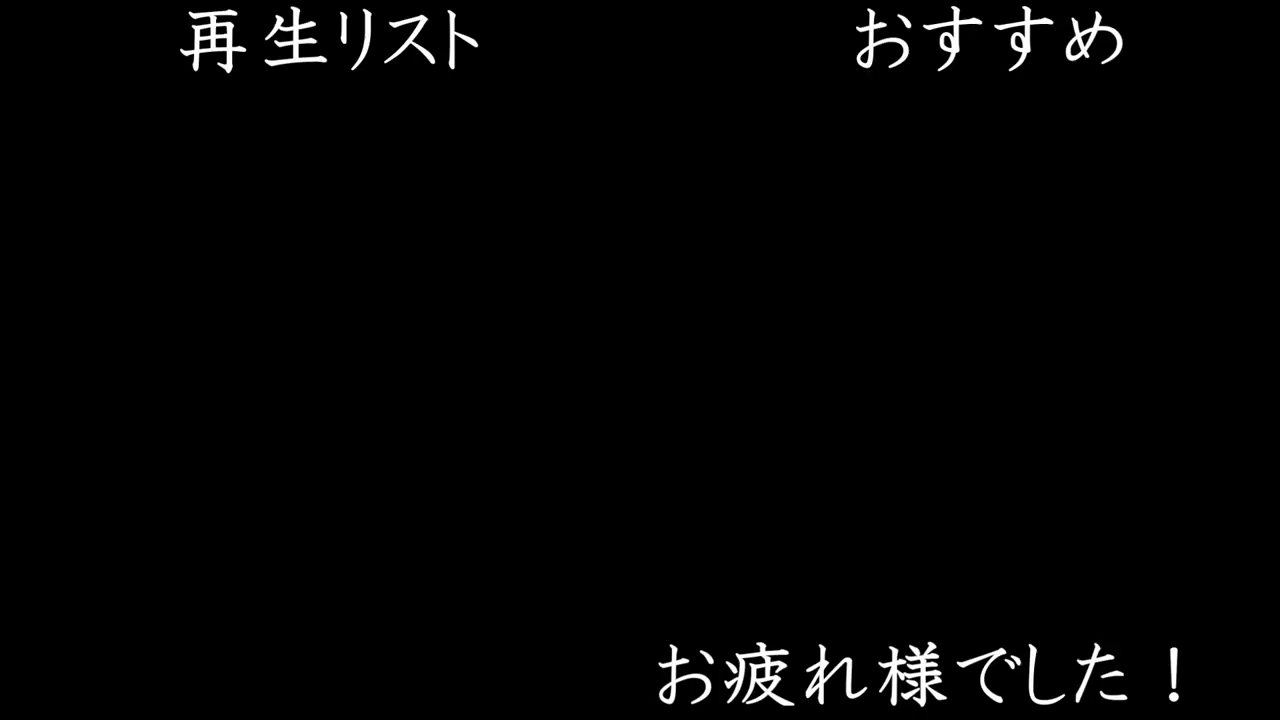 再生リスト
おすすめ
お疲れ様でした！